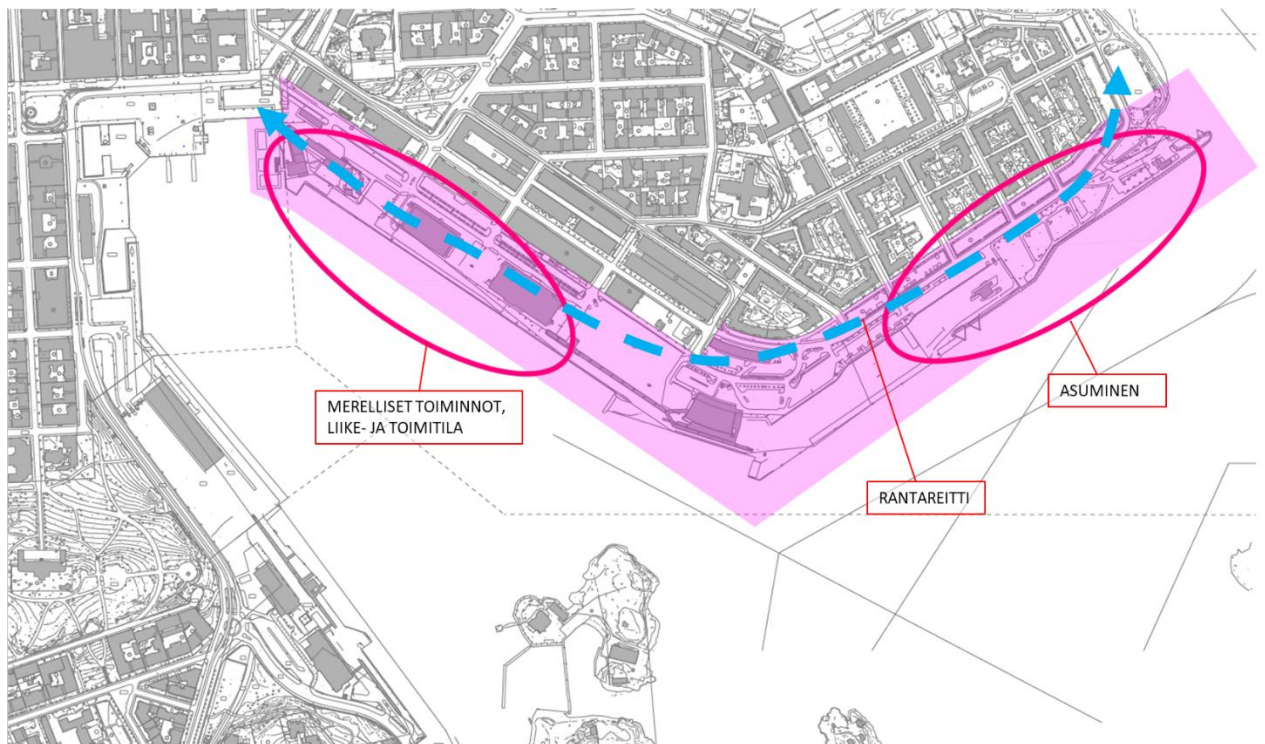 MERELLISET TOIMINNOT,
LIIKE- JA TOIMITILA
ASUMINEN
RANTAREITTI